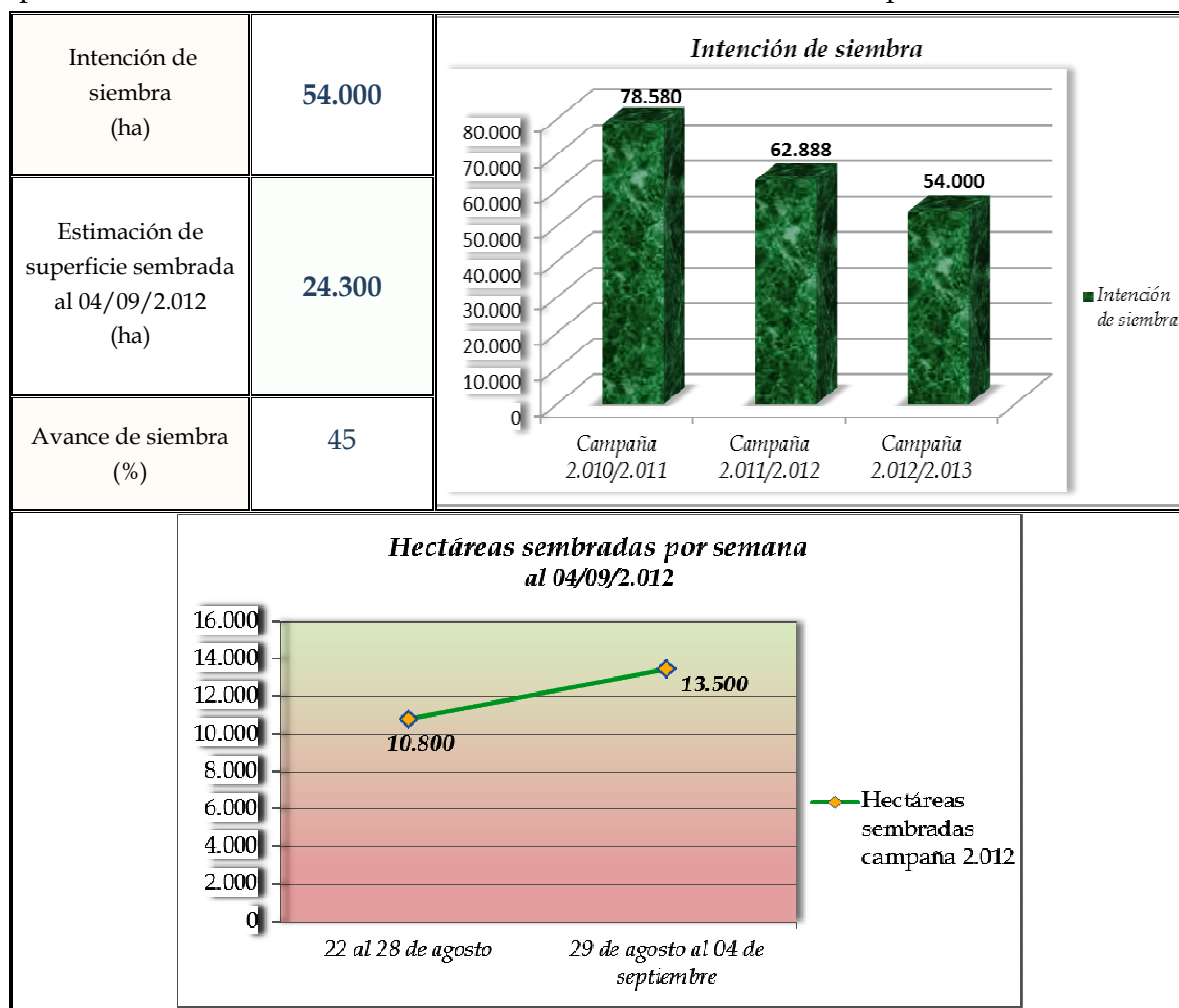 Intención de
siembra
(ha)
54.000
Estimación de
superficie sembrada
al 04/09/2.012
(ha)
24.300
Avance de siembra
(%)
45
Intención de siembra
80.000
70.000
60.000
50.000
40.000
30.000
20.000
10.000
0
78.580
62.888
54.000
Campaña
2.010/2.011
Campaña
2.011/2.012
Campaña
2.012/2.013
Intención
de siembra
Hectáreas sembradas por semana
al 04/09/2.012
16.000
14.000
12.000
10.000
8.000
6.000
4.000
2.000
0
10.800
13.500
22 al 28 de agosto
29 de agosto al 04 de
septiembre
Hectáreas
sembradas
campaña 2.012